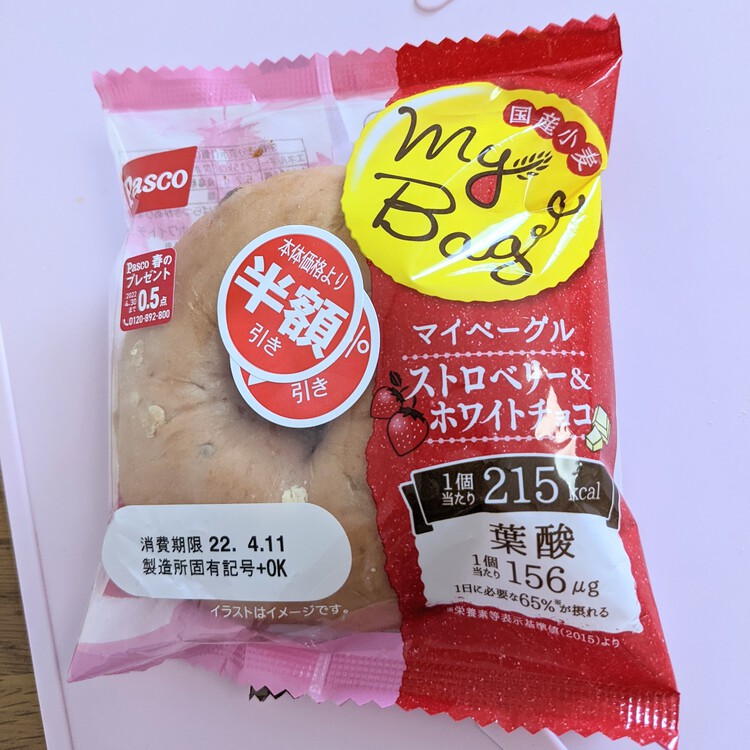 Pasco
国産小麦
my
Bagel
Pasco 春の
プレゼント
2022
4・30
まで
0.5点
0120-892-800
本体価格より
半額
引き
%
引き
マイベーグル
ストロベリー&
ホワイトチョコ
1個
当たり
215 kcal
葉酸
1個
当たり
156μg
1日に必要な65%※が摂れる
※栄養素等表示基準値(2015)より
消費期限 22. 4.11
製造所固有記号+OK
イラストはイメージです。